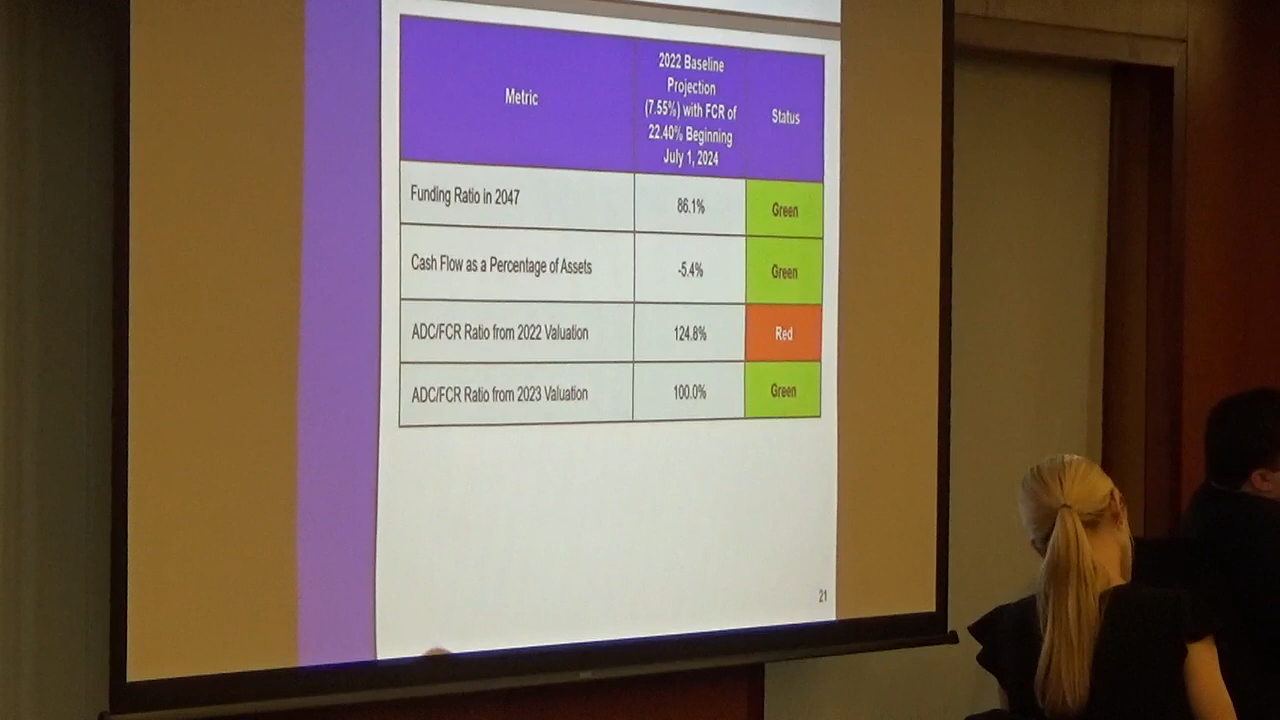 Metric
2022 Baseline
Projection
(7.55%) with FCR of
22.40% Beginning
July 1, 2024
Status
Funding Ratio in 2047
86.1%
Green
Cash Flow as a Percentage of Assets
-5.4%
Green
ADC/FCR Ratio from 2022 Valuation
124.8%
Red
ADC/FCR Ratio from 2023 Valuation
100.0%
Green
21